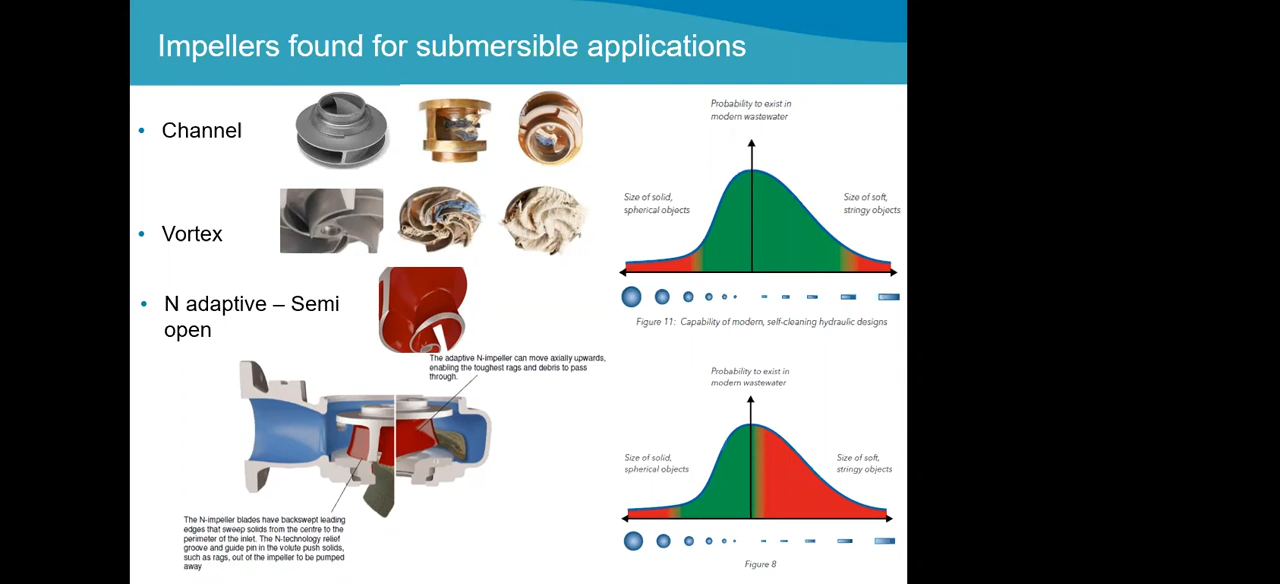 Impellers found for submersible applications
• Channel
• Vortex
• N adaptive – Semi
open
The adaptive N-impeller can move axially upwards,
enabling the toughest rags and debris to pass
through.
The N-impeller blades have backswept leading
edges that sweep solids from the centre to the
perimeter of the inlet. The N-technology relief
groove and guide pin in the volute push solids,
such as rags, out of the impeller to be pumped
away
Probability to exist in
modern wastewater
Size of solid,
spherical objects
Size of soft,
stringy objects
Figure 11: Capability of modern, self-cleaning hydraulic designs
Probability to exist in
modern wastewater
Size of solid,
spherical objects
Size of soft,
stringy objects
Figure 8